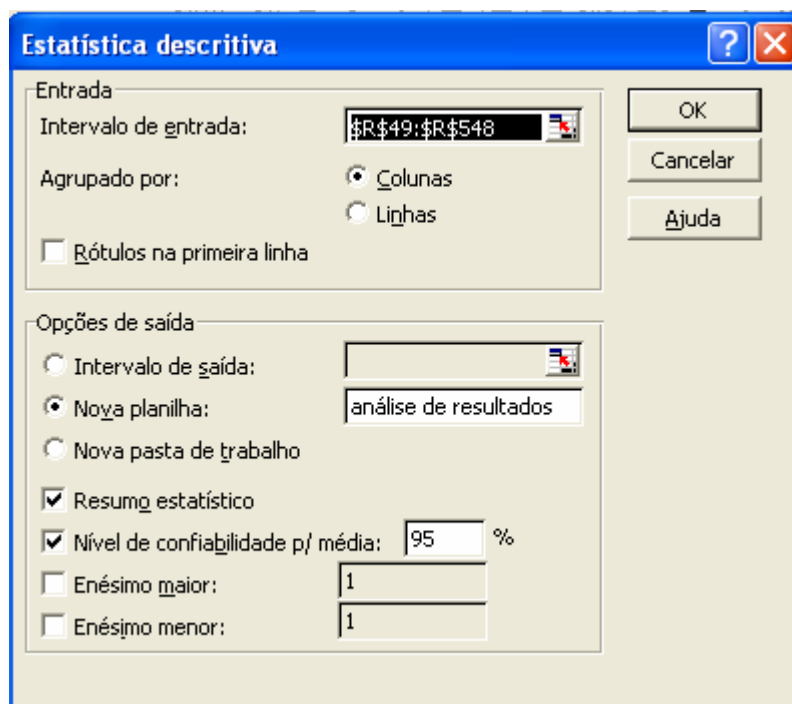 Estatística descritiva
Entrada
Intervalo de entrada: $R$49:$R$548
Agrupado por: Colunas
Linhas
Rótulos na primeira linha
OK
Cancelar
Ajuda
Opções de saída
Intervalo de saída:
Nova planilha: análise de resultados
Nova pasta de trabalho
Resumo estatístico
Nível de confiabilidade p/ média: 95 %
Enésimo maior: 1
Enésimo menor: 1